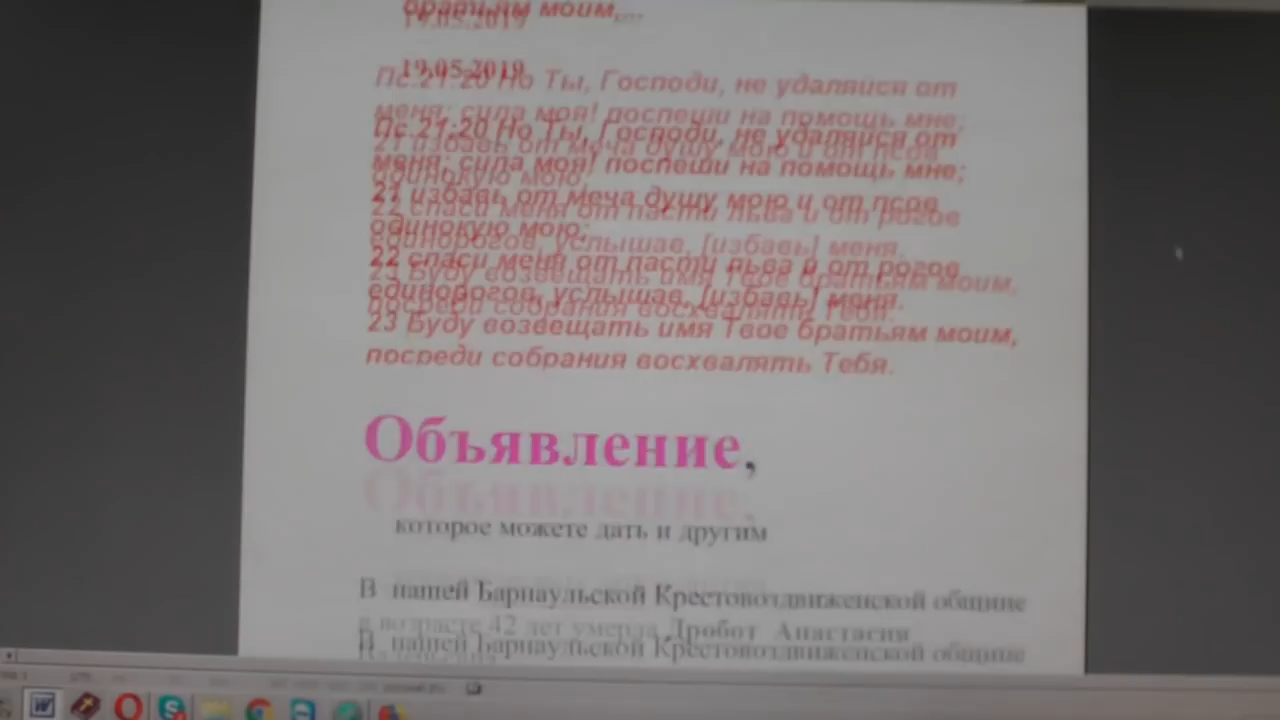 братьям моим,...
19.05.2019
Пс.21:20 Но Ты, Господи, не удаляйся от
меня; сила моя! поспеши на помощь мне;
21 избавь от меча душу мою и от псов
одинокую мою;
22 спаси меня от пасти льва и от рогов
единорогов, услышав, [избавь] меня.
23 Буду возвещать имя Твое братьям моим,
посреди собрания восхвалять Тебя.
Объявление,
которое можете дать и другим
В нашей Барнаульской Крестовоздвиженской общине
в возрасте 42 лет умерла Дробот Анастасия